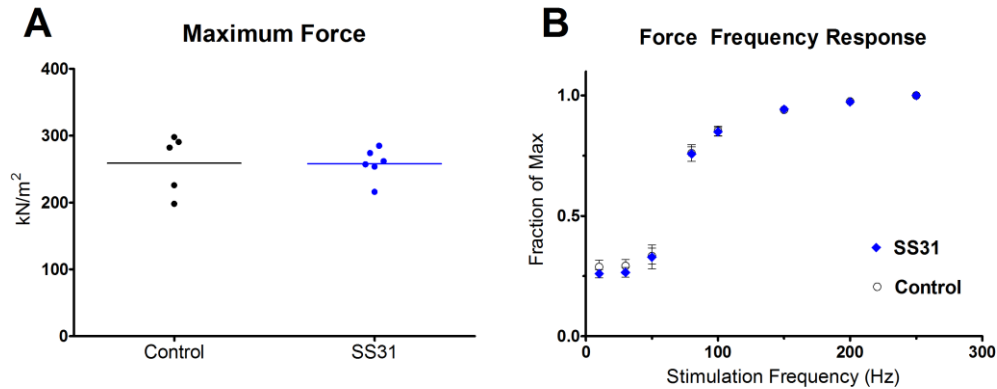 A
Maximum Force
kN/m²
400
300
200
100
0
Control
SS31
B
Force Frequency Response
Fraction of Max
1.0
0.5
0.0
SS31
Control
0
100
200
300
Stimulation Frequency (Hz)